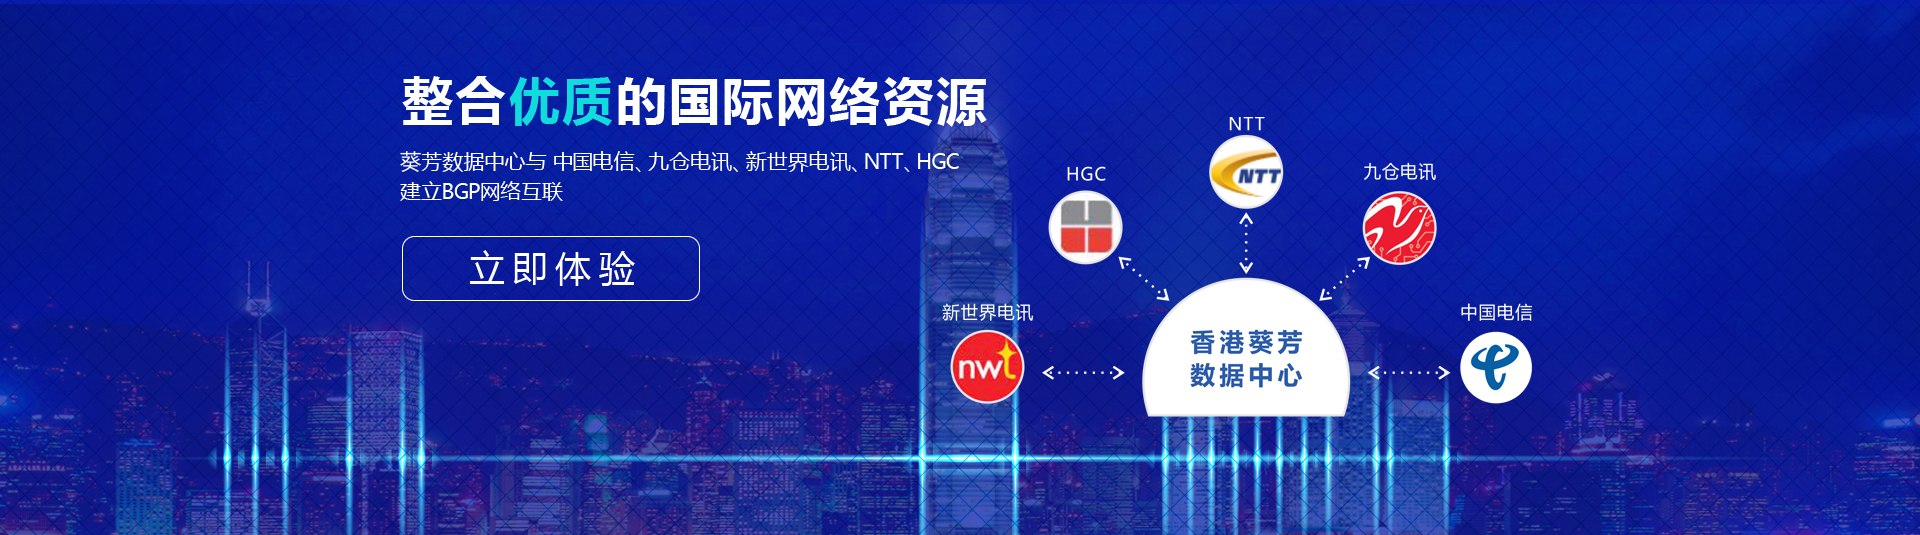 整合优质的国际网络资源
葵芳数据中心与 中国电信、九仓电讯、新世界电讯、NTT、HGC
建立BGP网络互联
立即体验
NTT
NTT
HGC
九仓电讯
新世界电讯
nwt
中国电信
香港葵芳
数据中心